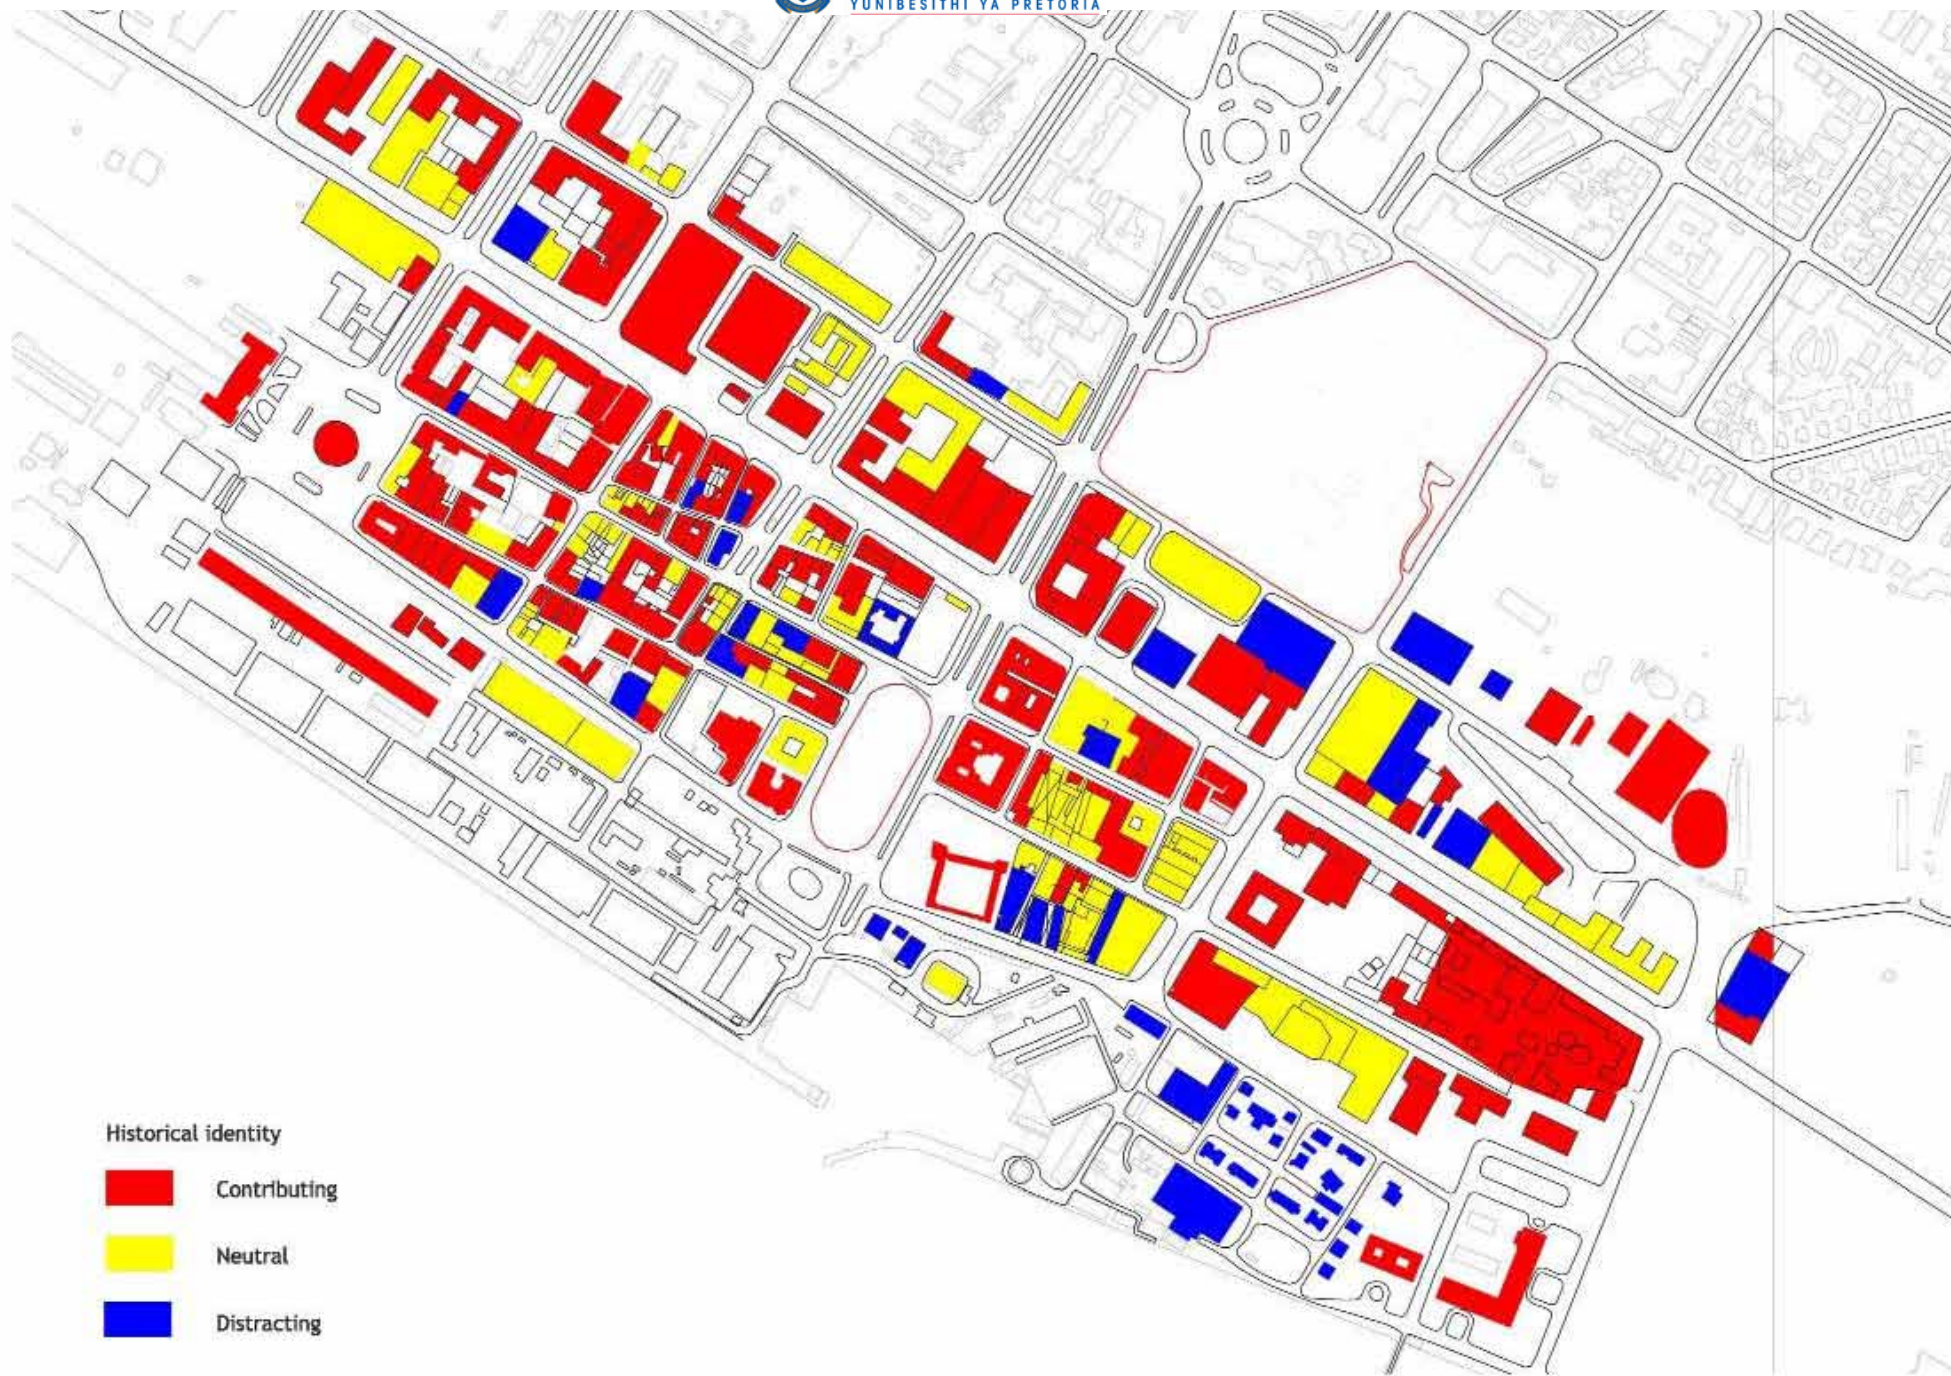 YUNIBESITHI YA PRETORIA
Historical identity
Contributing
Neutral
Distracting